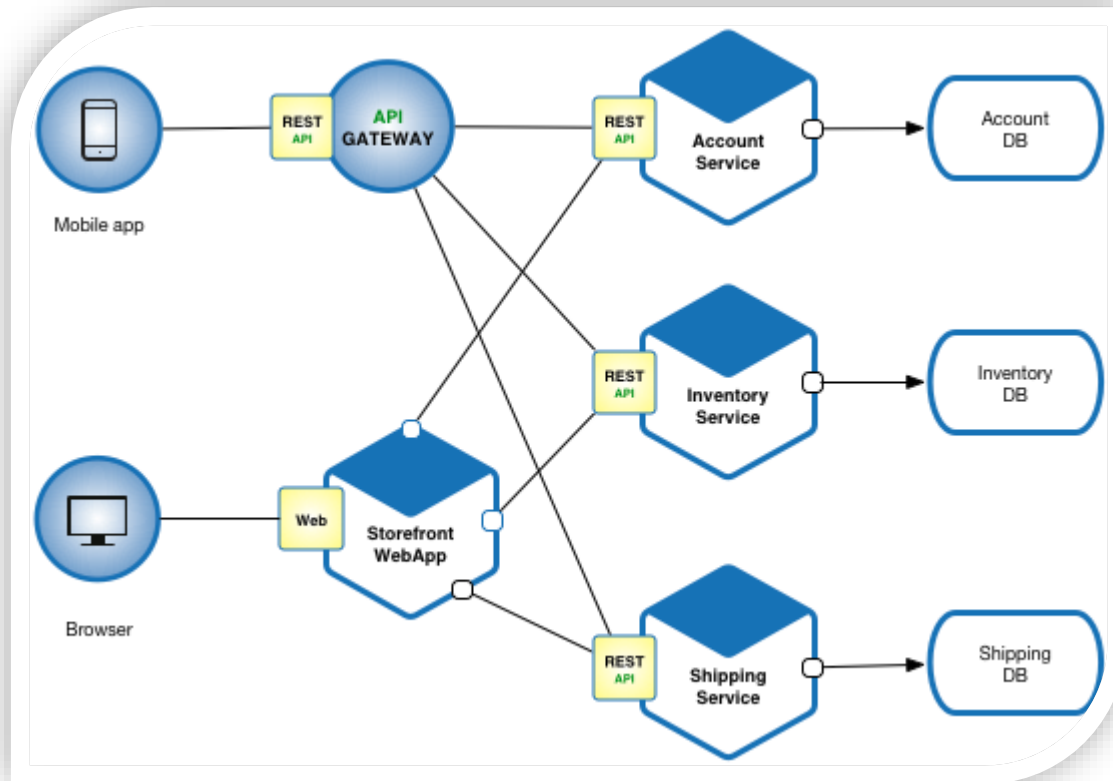 REST
API
API
GATEWAY
REST
API
Account
Service
Account
DB
Mobile app
REST
API
Inventory
Service
Inventory
DB
Web
Storefront
WebApp
Browser
REST
API
Shipping
Service
Shipping
DB